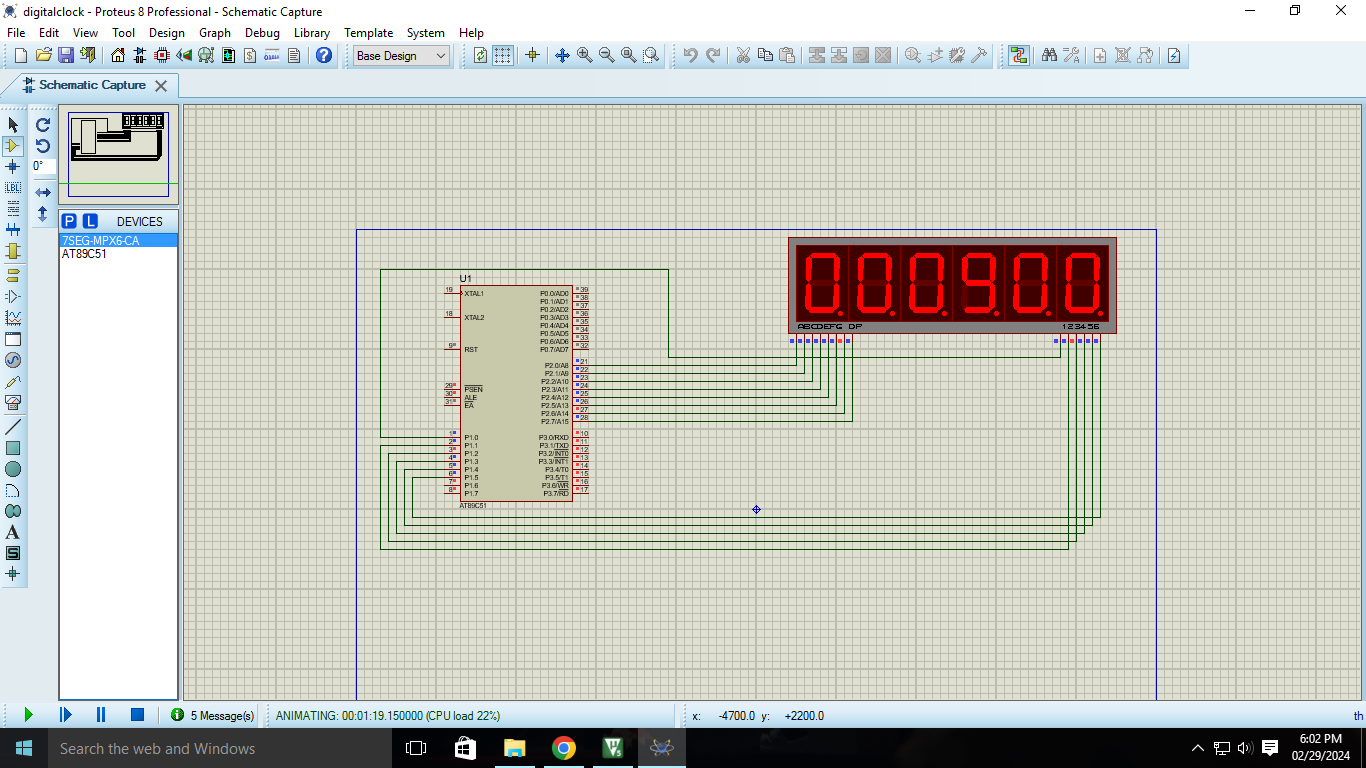 digitalclock - Proteus 8 Professional - Schematic Capture
File Edit View Tool Design Graph Debug Library Template System Help
Base Design
Schematic Capture
0°
LBL
P L DEVICES
7SEG-MPX6-CA
AT89C51
A
S
000900
ABCDEFG DP 123456
U1
19 XTAL1 P0.0/AD0 39
P0.1/AD1 38
P0.2/AD2 37
18 XTAL2 P0.3/AD3 36
P0.4/AD4 35
P0.5/AD5 34
P0.6/AD6 33
9 RST P0.7/AD7 32
P2.0/A8 21
P2.1/A9 22
P2.2/A10 23
29 PSEN P2.3/A11 24
30 ALE P2.4/A12 25
31 EA P2.5/A13 26
P2.6/A14 27
P2.7/A15 28
1 P1.0 P3.0/RXD 10
2 P1.1 P3.1/TXD 11
3 P1.2 P3.2/INT0 12
4 P1.3 P3.3/INT1 13
5 P1.4 P3.4/T0 14
6 P1.5 P3.5/T1 15
7 P1.6 P3.6/WR 16
8 P1.7 P3.7/RD 17
AT89C51
5 Message(s) ANIMATING: 00:01:19.150000 (CPU load 22%) x: -4700.0 y: +2200.0 th
Search the web and Windows
6:02 PM
02/29/2024